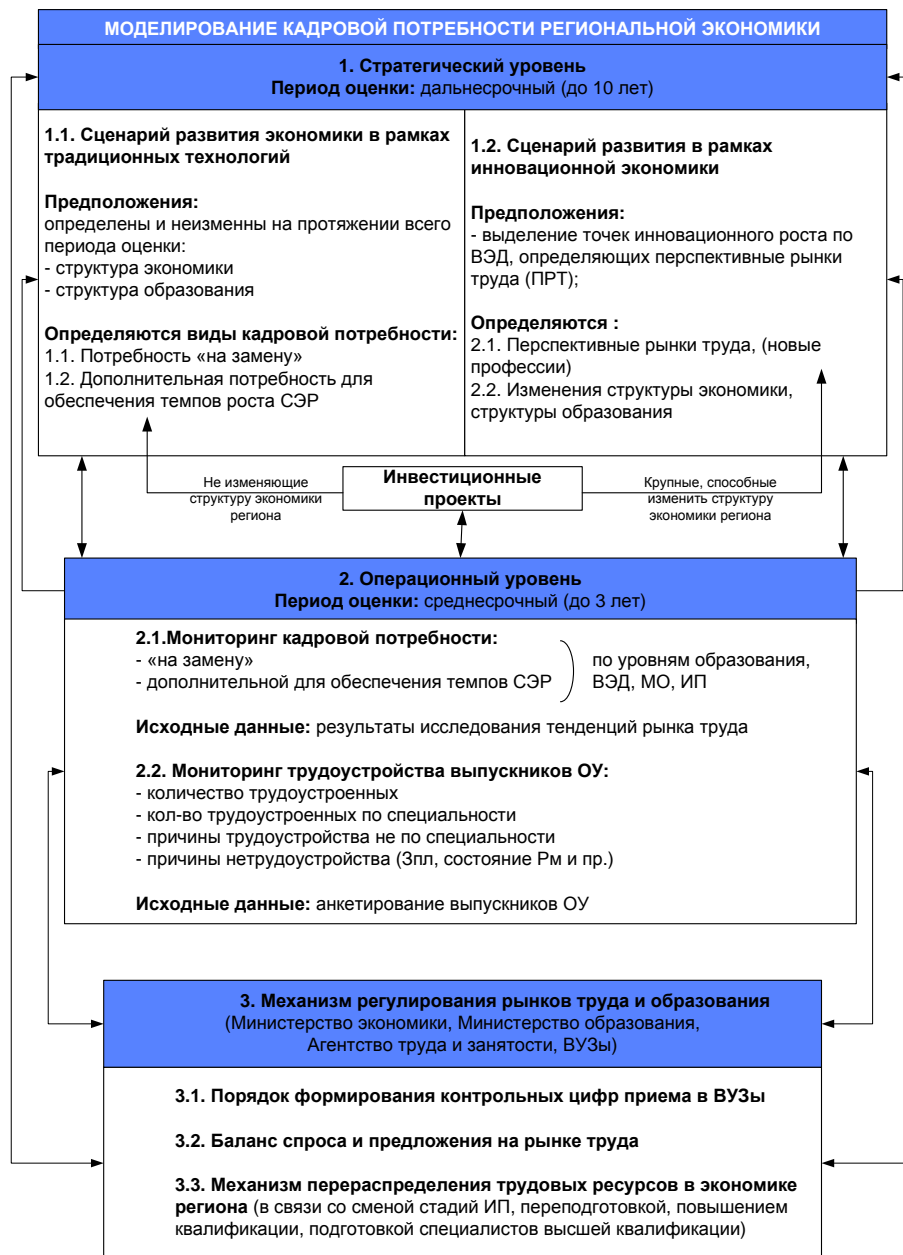 МОДЕЛИРОВАНИЕ КАДРОВОЙ ПОТРЕБНОСТИ РЕГИОНАЛЬНОЙ ЭКОНОМИКИ
1. Стратегический уровень
Период оценки: дальнесрочный (до 10 лет)
1.1. Сценарий развития экономики в рамках
традиционных технологий
Предположения:
определены и неизменны на протяжении всего
периода оценки:
- структура экономики
- структура образования
Определяются виды кадровой потребности:
1.1. Потребность «на замену»
1.2. Дополнительная потребность для
обеспечения темпов роста СЭР
1.2. Сценарий развития в рамках
инновационной экономики
Предположения:
- выделение точек инновационного роста по
ВЭД, определяющих перспективные рынки
труда (ПРТ);
Определяются :
2.1. Перспективные рынки труда, (новые
профессии)
2.2. Изменения структуры экономики,
структуры образования
Не изменяющие
структуру экономики
региона
Инвестиционные
проекты
Крупные, способные
изменить структуру
экономики региона
2. Операционный уровень
Период оценки: среднесрочный (до 3 лет)
2.1.Мониторинг кадровой потребности:
- «на замену»
- дополнительной для обеспечения темпов СЭР
по уровням образования,
ВЭД, МО, ИП
Исходные данные: результаты исследования тенденций рынка труда
2.2. Мониторинг трудоустройства выпускников ОУ:
- количество трудоустроенных
- кол-во трудоустроенных по специальности
- причины трудоустройства не по специальности
- причины нетрудоустройства (Зпл, состояние Рм и пр.)
Исходные данные: анкетирование выпускников ОУ
3. Механизм регулирования рынков труда и образования
(Министерство экономики, Министерство образования,
Агентство труда и занятости, ВУЗы)
3.1. Порядок формирования контрольных цифр приема в ВУЗы
3.2. Баланс спроса и предложения на рынке труда
3.3. Механизм перераспределения трудовых ресурсов в экономике
региона (в связи со сменой стадий ИП, переподготовкой, повышением
квалификации, подготовкой специалистов высшей квалификации)